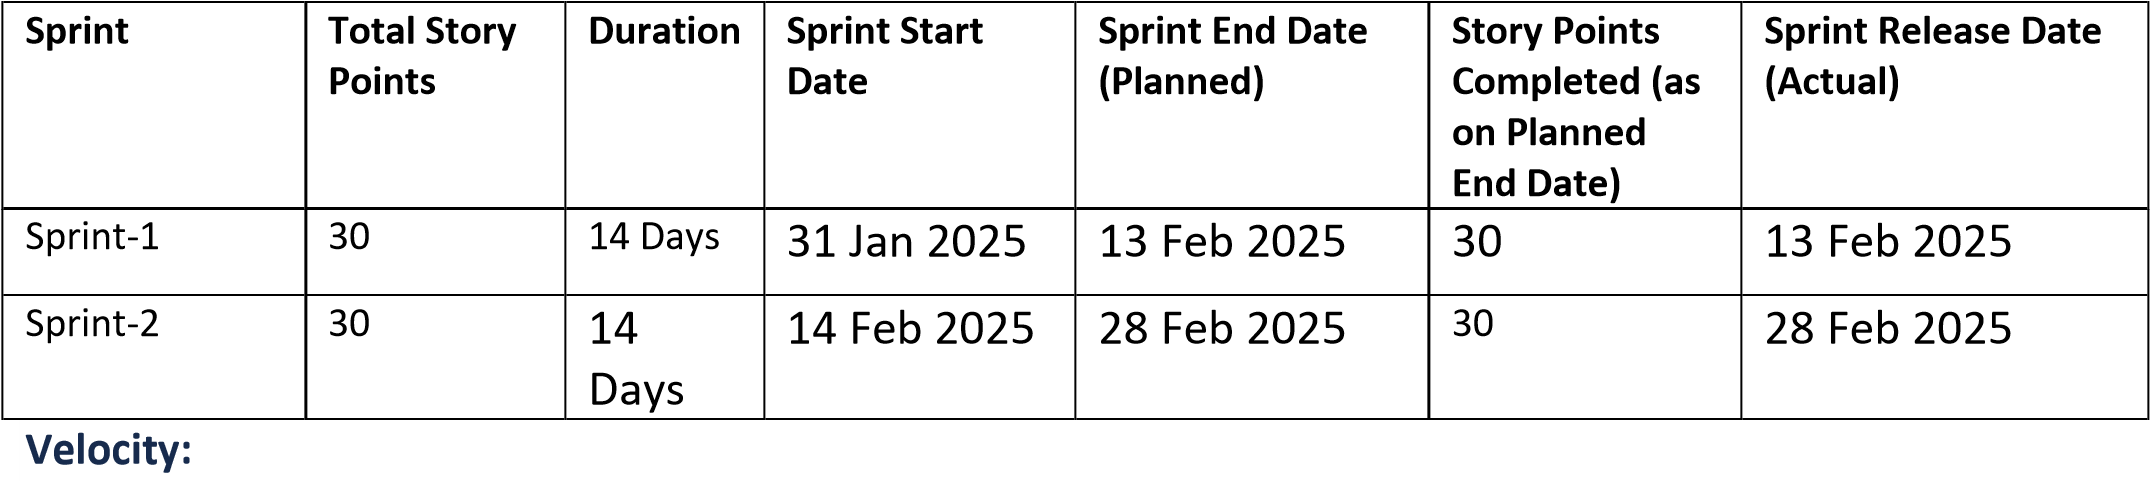 Sprint
Total Story
Points
Duration
Sprint Start
Date
Sprint End Date
(Planned)
Story Points
Completed (as
on Planned
End Date)
Sprint Release Date
(Actual)
Sprint-1
30
14 Days
31 Jan 2025
13 Feb 2025
30
13 Feb 2025
Sprint-2
30
14
Days
14 Feb 2025
28 Feb 2025
30
28 Feb 2025
Velocity: